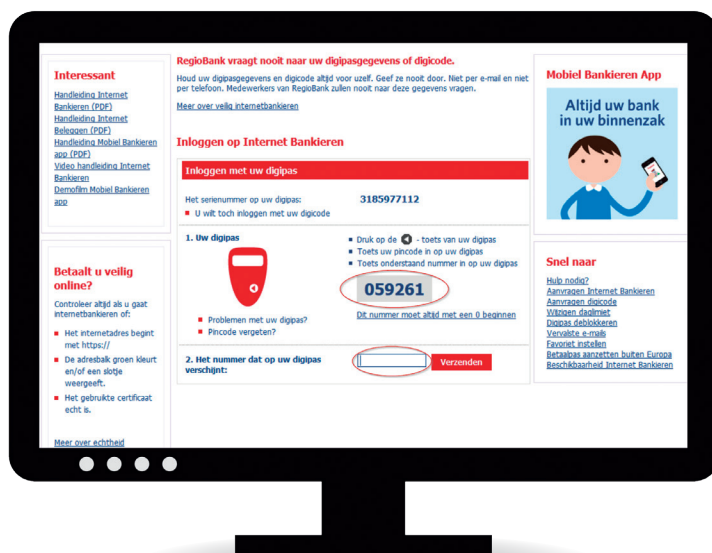 Interessant
Handleiding Internet
Bankieren (PDF)
Handleiding Internet
Beleggen (PDF)
Handleiding Mobiel Bankieren
app (PDF)
Video handleiding Internet
Bankieren
Demofilm Mobiel Bankieren
app
Betaalt u veilig
online?
Controleer altijd als u gaat
internetbankieren of:
Het internetadres begint
met https://
De adresbalk groen kleurt
en/of een slotje
weergeeft.
Het gebruikte certificaat
echt is.
Meer over echtheid
RegioBank vraagt nooit naar uw digipasgegevens of digicode.
Houd uw digipasgegevens en digicode altijd voor uzelf. Geef ze nooit door. Niet per e-mail en niet
per telefoon. Medewerkers van RegioBank zullen nooit naar deze gegevens vragen.
Meer over veilig internetbankieren
Inloggen op Internet Bankieren
Inloggen met uw digipas
Het serienummer op uw digipas: 3185977112
U wilt toch inloggen met uw digicode
1. Uw digipas
Problemen met uw digipas?
Pincode vergeten?
Druk op de - toets van uw digipas
Toets uw pincode in op uw digipas
Toets onderstaand nummer in op uw digipas
059261
Dit nummer moet altijd met een 0 beginnen
2. Het nummer dat op uw digipas
verschijnt:
Verzenden
Mobiel Bankieren App
Altijd uw bank
in uw binnenzak
Snel naar
Hulp nodig?
Aanvragen Internet Bankieren
Aanvragen digicode
Wijzigen daglimiet
Digipas deblokkeren
Vervalste e-mails
Favoriet instellen
Betaalpas aanzetten buiten Europa
Beschikbaarheid Internet Bankieren